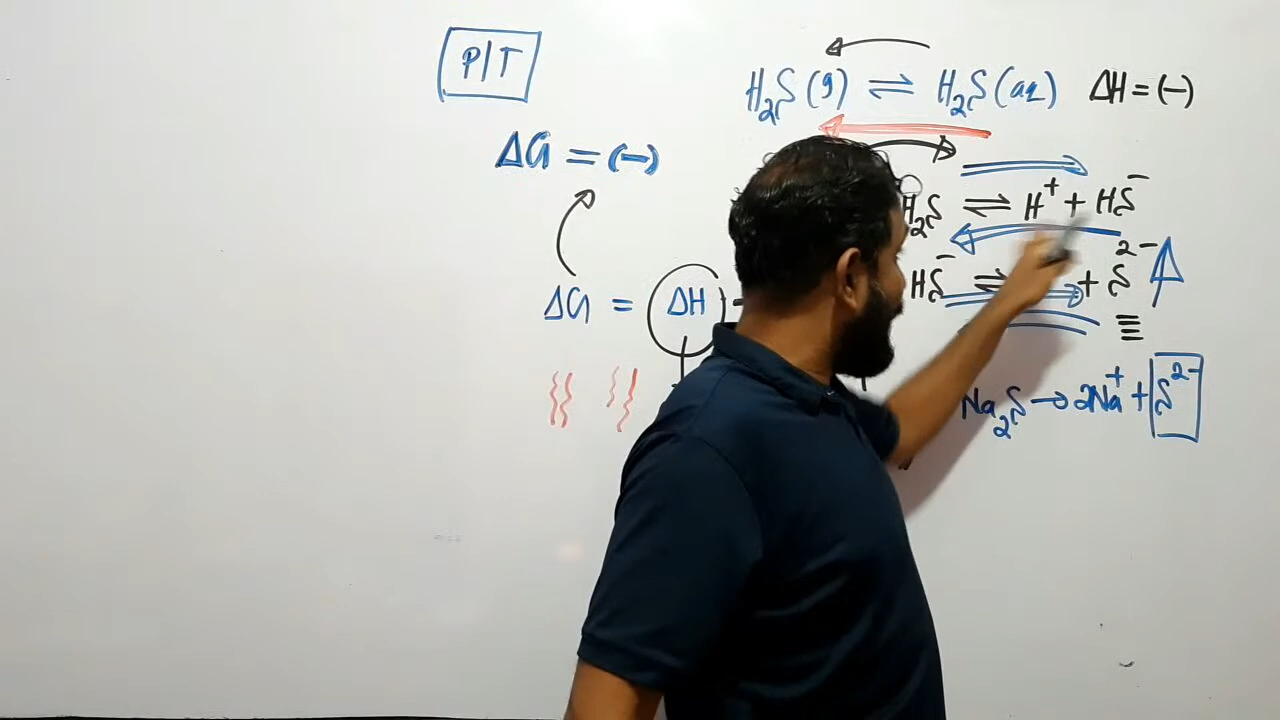 P/T
H₂S(g) ⇌ H₂S(aq) ΔH = (-)
ΔG = (-)
H₂S ⇌ H⁺ + HS⁻
HS⁻ ⇌ + S²⁻
ΔG = ΔH -
Na₂S → 2Na⁺ + S²⁻